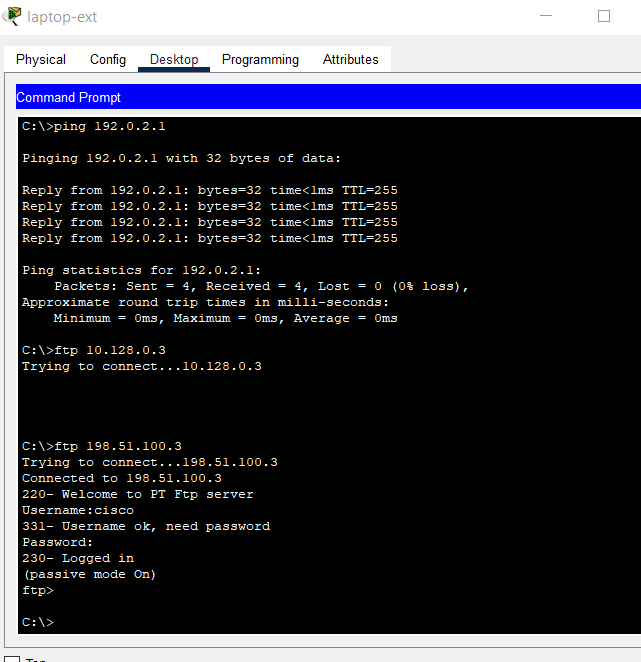 laptop-ext
Physical Config Desktop Programming Attributes
Command Prompt
C:\>ping 192.0.2.1
Pinging 192.0.2.1 with 32 bytes of data:
Reply from 192.0.2.1: bytes=32 time<1ms TTL=255
Reply from 192.0.2.1: bytes=32 time<1ms TTL=255
Reply from 192.0.2.1: bytes=32 time<1ms TTL=255
Reply from 192.0.2.1: bytes=32 time<1ms TTL=255
Ping statistics for 192.0.2.1:
Packets: Sent = 4, Received = 4, Lost = 0 (0% loss),
Approximate round trip times in milli-seconds:
Minimum = 0ms, Maximum = 0ms, Average = 0ms
C:\>ftp 10.128.0.3
Trying to connect...10.128.0.3
C:\>ftp 198.51.100.3
Trying to connect...198.51.100.3
Connected to 198.51.100.3
220- Welcome to PT Ftp server
Username:cisco
331- Username ok, need password
Password:
230- Logged in
(passive mode On)
ftp>
C:\>